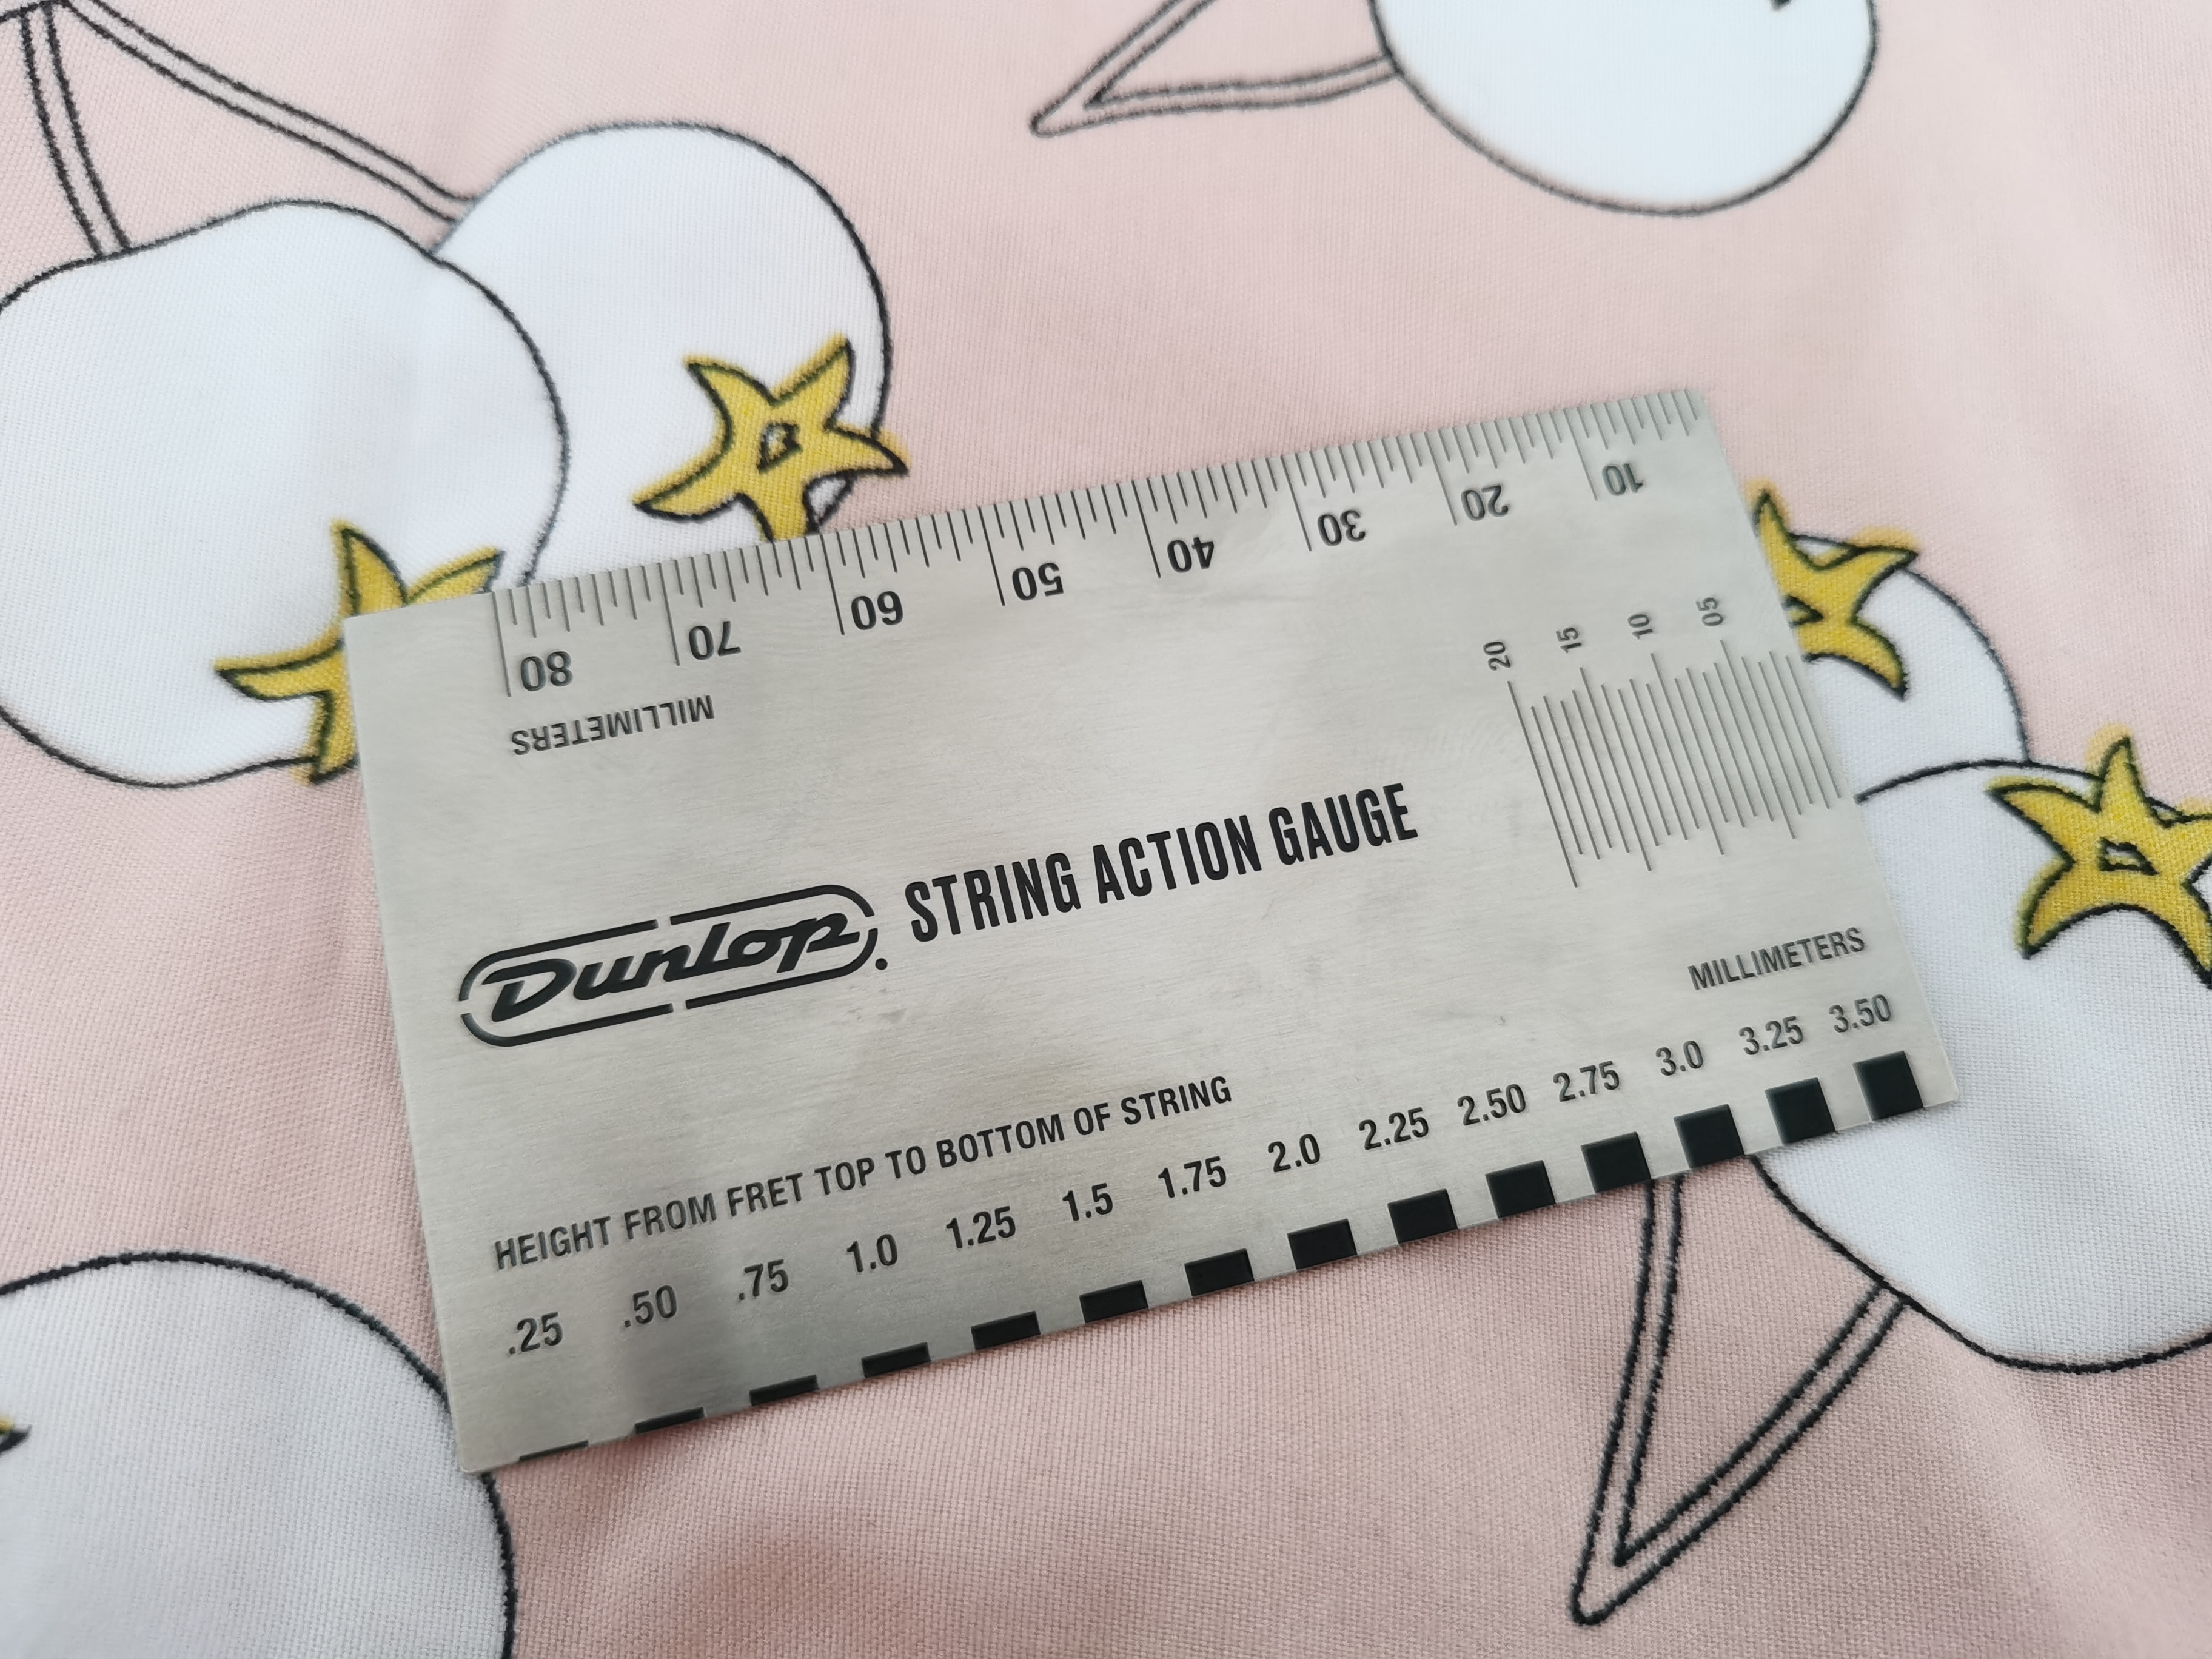 80 70 60 50 40 30 20 10
MILLIMETERS
20 15 10 05
Dunlop. STRING ACTION GAUGE
MILLIMETERS
HEIGHT FROM FRET TOP TO BOTTOM OF STRING
.25 .50 .75 1.0 1.25 1.5 1.75 2.0 2.25 2.50 2.75 3.0 3.25 3.50